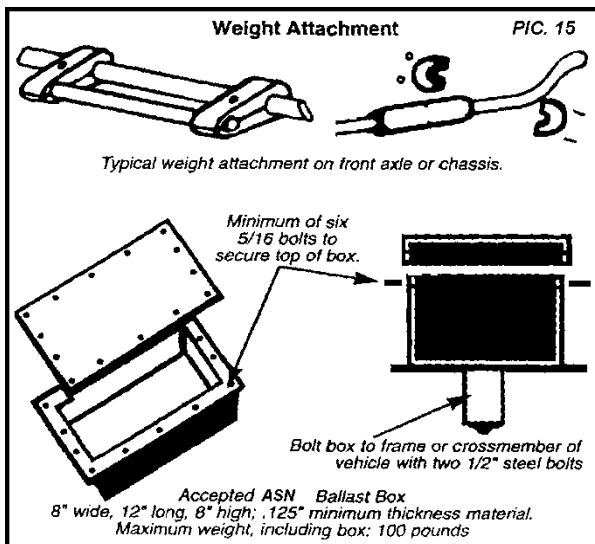 Weight Attachment
PIC. 15
Typical weight attachment on front axle or chassis.
Minimum of six
5/16 bolts to
secure top of box.
Bolt box to frame or crossmember of
vehicle with two 1/2" steel bolts
Accepted ASN Ballast Box
8" wide, 12" long, 8" high; .125" minimum thickness material.
Maximum weight, including box: 100 pounds